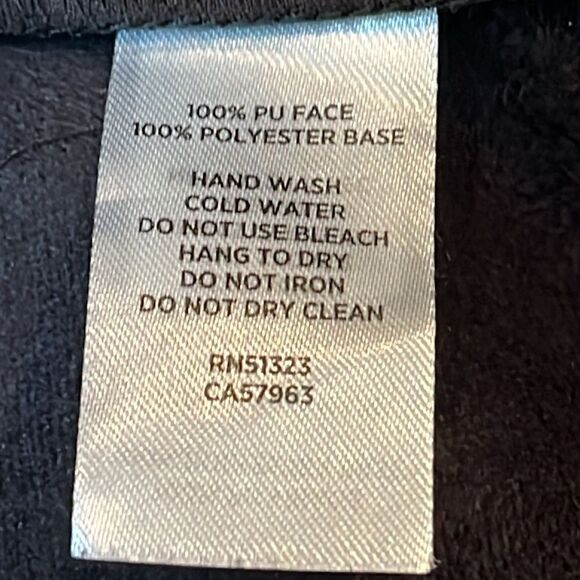 100% PU FACE
100% POLYESTER BASE
HAND WASH
COLD WATER
DO NOT USE BLEACH
HANG TO DRY
DO NOT IRON
DO NOT DRY CLEAN
RN51323
CA57963